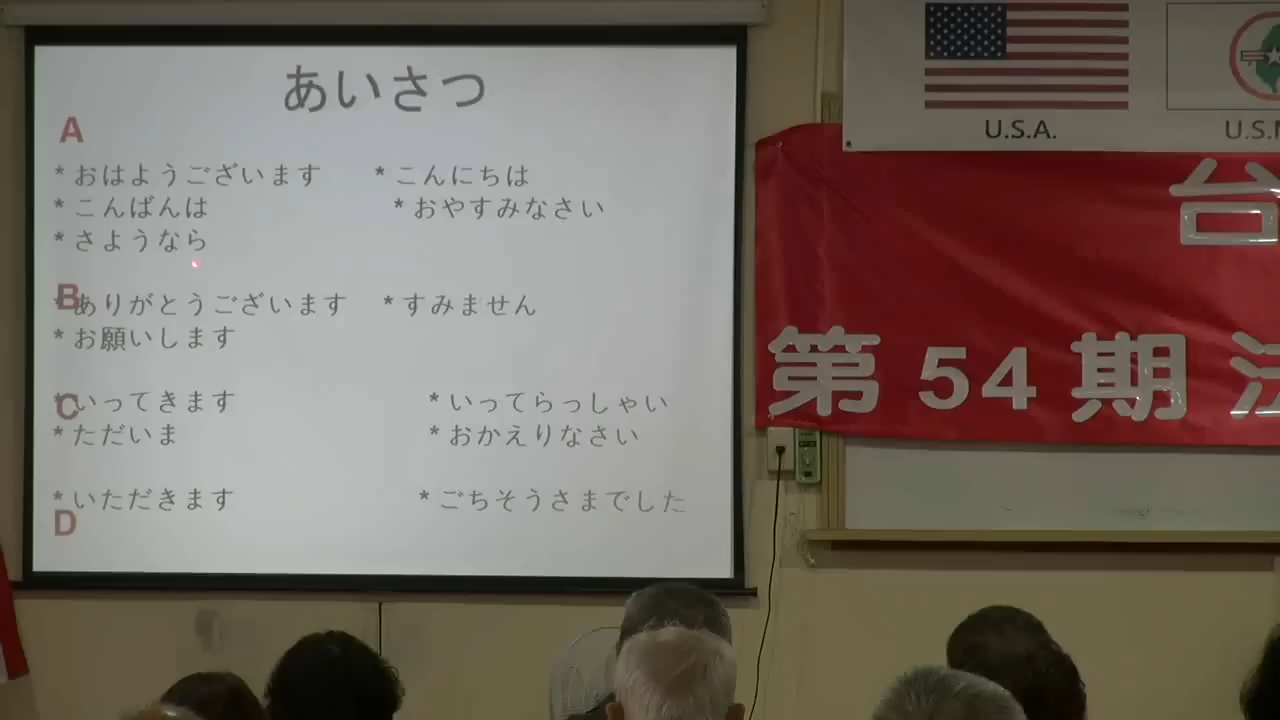 あいさつ
A
* おはようございます * こんにちは
* こんばんは * おやすみなさい
* さようなら
B
* ありがとうございます * すみません
* お願いします
C
* いってきます * いってらっしゃい
* ただいま * おかえりなさい
* いただきます * ごちそうさまでした
D
U.S.A.
台
第54期